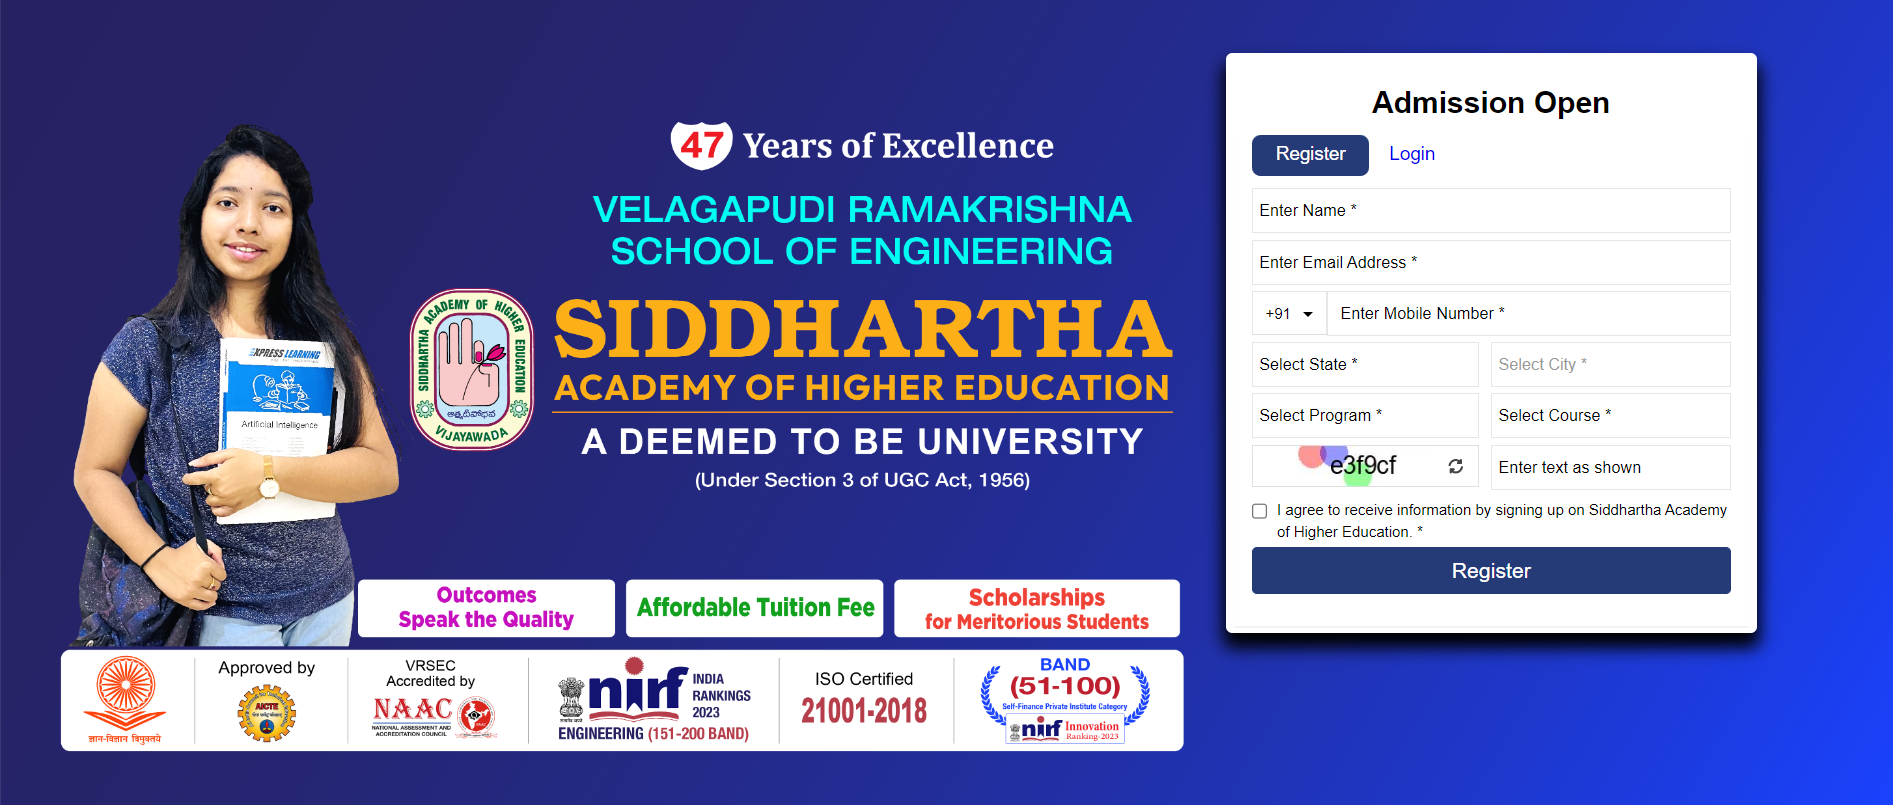 47 Years of Excellence
VELAGAPUDI RAMAKRISHNA
SCHOOL OF ENGINEERING
SIDDHARTHA ACADEMY OF HIGHER EDUCATION
VIJAYAWADA
SIDDHARTHA
ACADEMY OF HIGHER EDUCATION
A DEEMED TO BE UNIVERSITY
(Under Section 3 of UGC Act, 1956)
EXPRESS LEARNING
Artificial Intelligence
Outcomes
Speak the Quality
Affordable Tuition Fee
Scholarships
for Meritorious Students
ज्ञान-विज्ञान विमुक्तये
Approved by
AICTE
VRSEC
Accredited by
NAAC
NATIONAL ASSESSMENT AND
ACCREDITATION COUNCIL
nirf
INDIA
RANKINGS
2023
ENGINEERING (151-200 BAND)
ISO Certified
21001-2018
BAND
(51-100)
Self-Finance Private Institute Category
nirf Innovation
Ranking-2023
Admission Open
Register Login
Enter Name *
Enter Email Address *
+91 Enter Mobile Number *
Select State * Select City *
Select Program * Select Course *
e3f9cf Enter text as shown
I agree to receive information by signing up on Siddhartha Academy
of Higher Education. *
Register